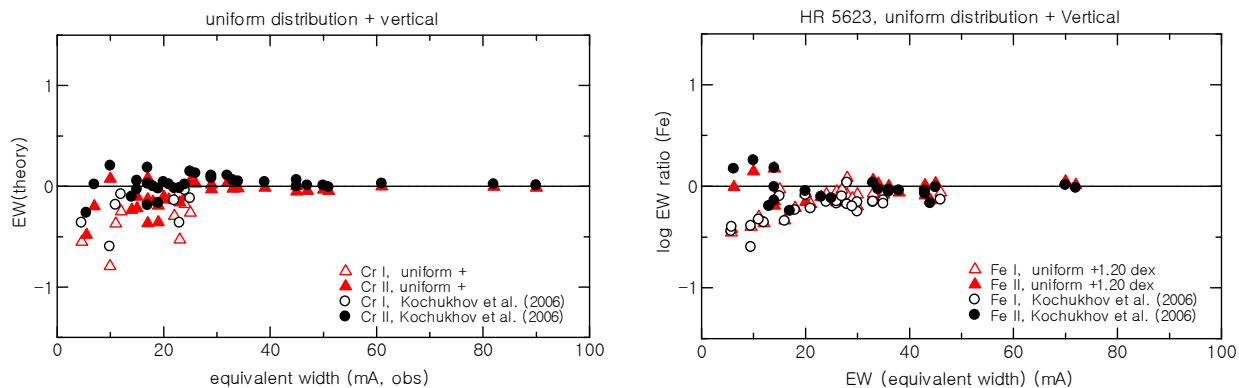 uniform distribution + vertical
EW(theory)
1
0
−1
Cr I, uniform +
Cr II, uniform +
Cr I, Kochukhov et al. (2006)
Cr II, Kochukhov et al. (2006)
0 20 40 60 80 100
equivalent width (mA, obs)
HR 5623, uniform distribution + Vertical
log EW ratio (Fe)
1
0
−1
Fe I, uniform +1.20 dex
Fe II, uniform +1.20 dex
Fe I, Kochukhov et al. (2006)
Fe II, Kochukhov et al. (2006)
0 20 40 60 80 100
EW (equivalent width) (mA)